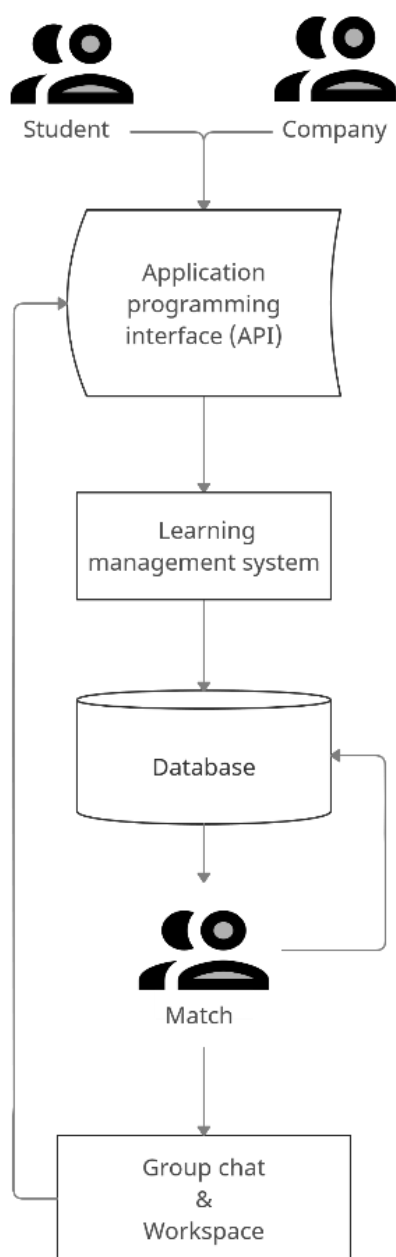 Student
Company
Application
programming
interface (API)
Learning
management system
Database
Match
Group chat
&
Workspace